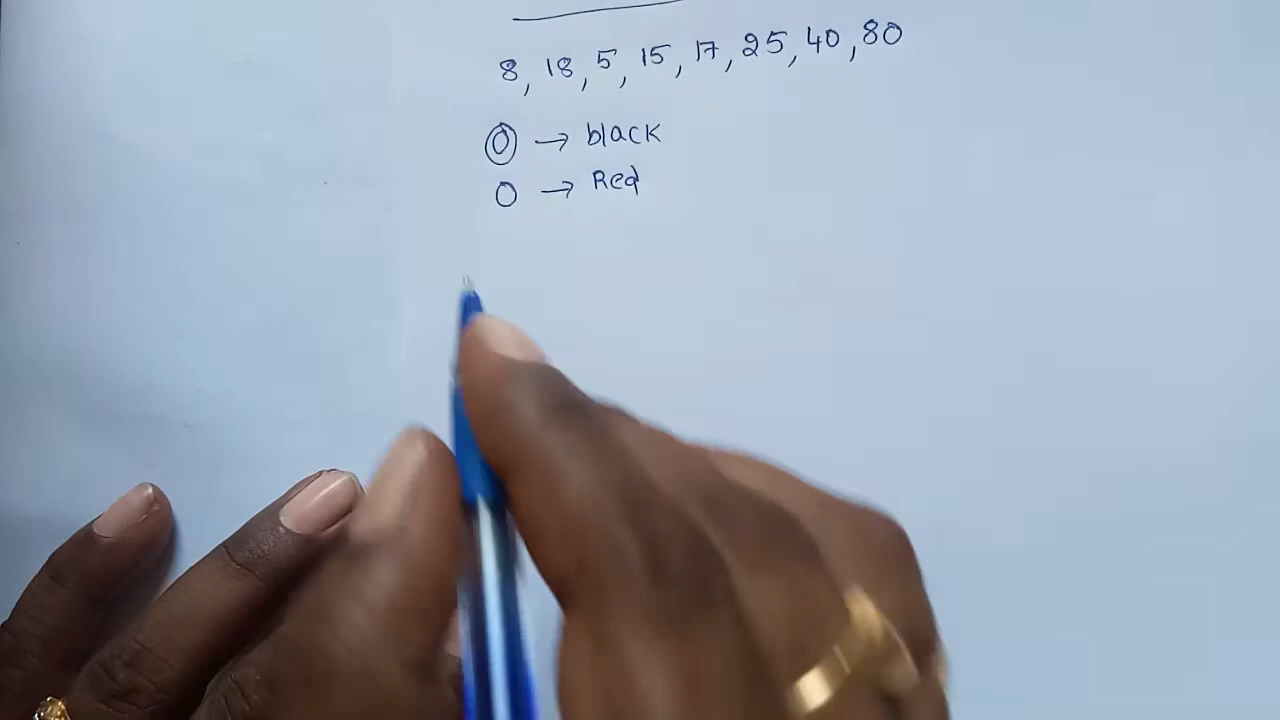 8, 18, 5, 15, 17, 25, 40, 80
0 → black
0 → Red